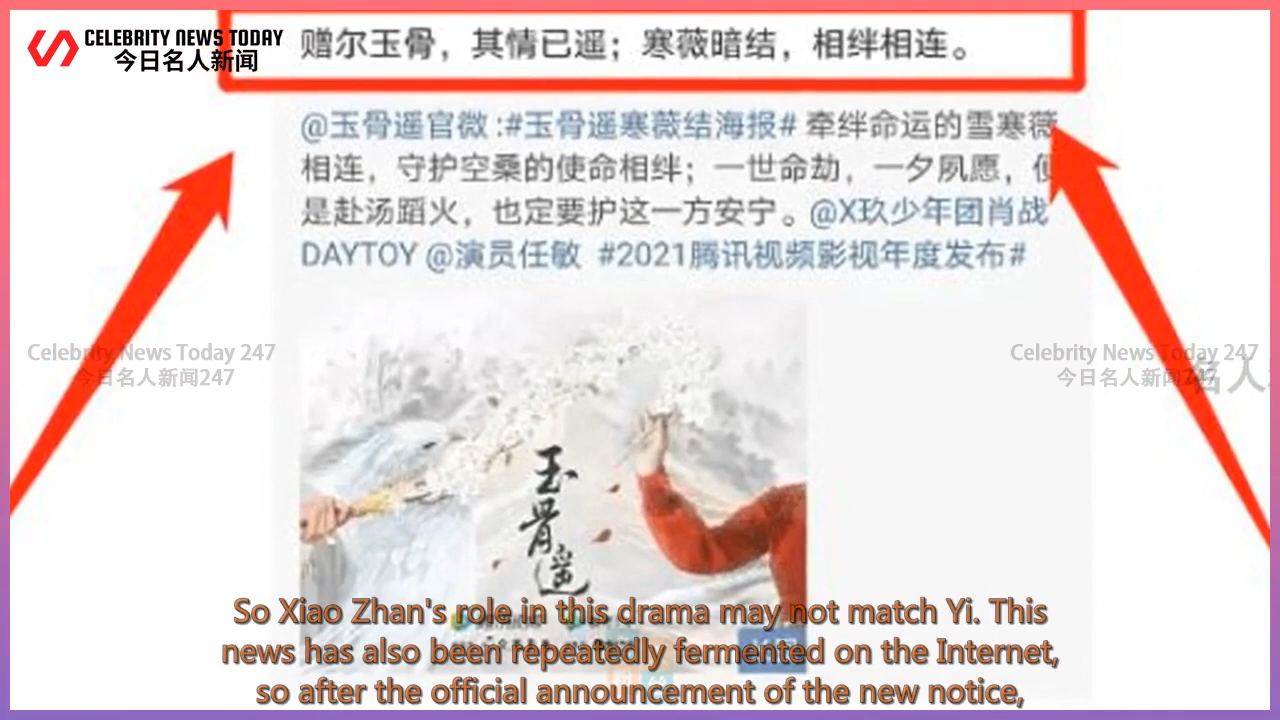 CELEBRITY NEWS TODAY
今日名人新闻
赠尔玉骨，其情已遥；寒薇暗结，相绊相连。
@玉骨遥官微:#玉骨遥寒薇结海报# 牵绊命运的雪寒薇
相连，守护空桑的使命相绊；一世命劫，一夕夙愿，便
是赴汤蹈火，也定要护这一方安宁。@X玖少年团肖战
DAYTOY @演员任敏 #2021腾讯视频影视年度发布#
Celebrity News Today 247
今日名人新闻247
Celebrity News Today 247
今日名人新闻247
名人
玉骨遥
So Xiao Zhan's role in this drama may not match Yi. This
news has also been repeatedly fermented on the Internet,
so after the official announcement of the new notice,